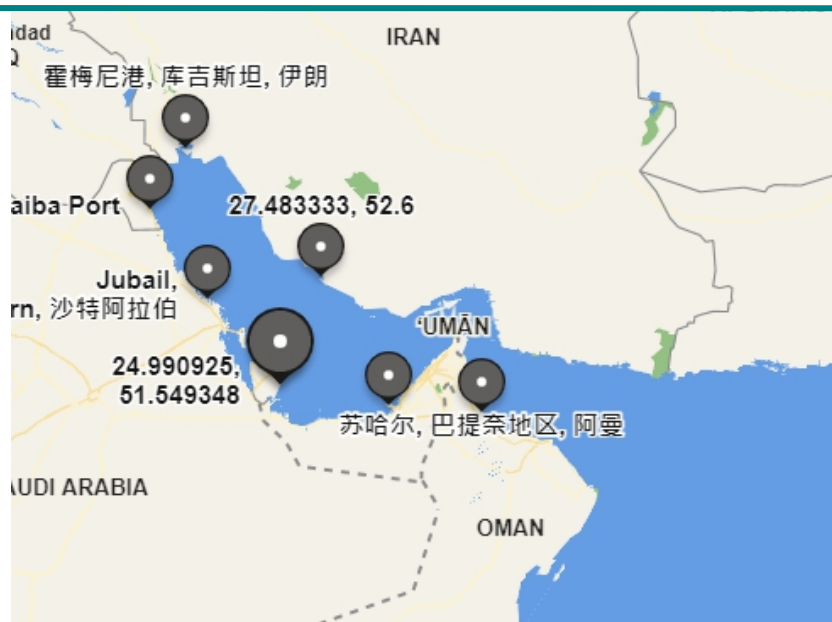 IRAN
霍梅尼港, 库吉斯坦, 伊朗
aiba Port
27.483333, 52.6
Jubail,
rn, 沙特阿拉伯
‘UMĀN
24.990925,
51.549348
苏哈尔, 巴提奈地区, 阿曼
AUDI ARABIA
OMAN